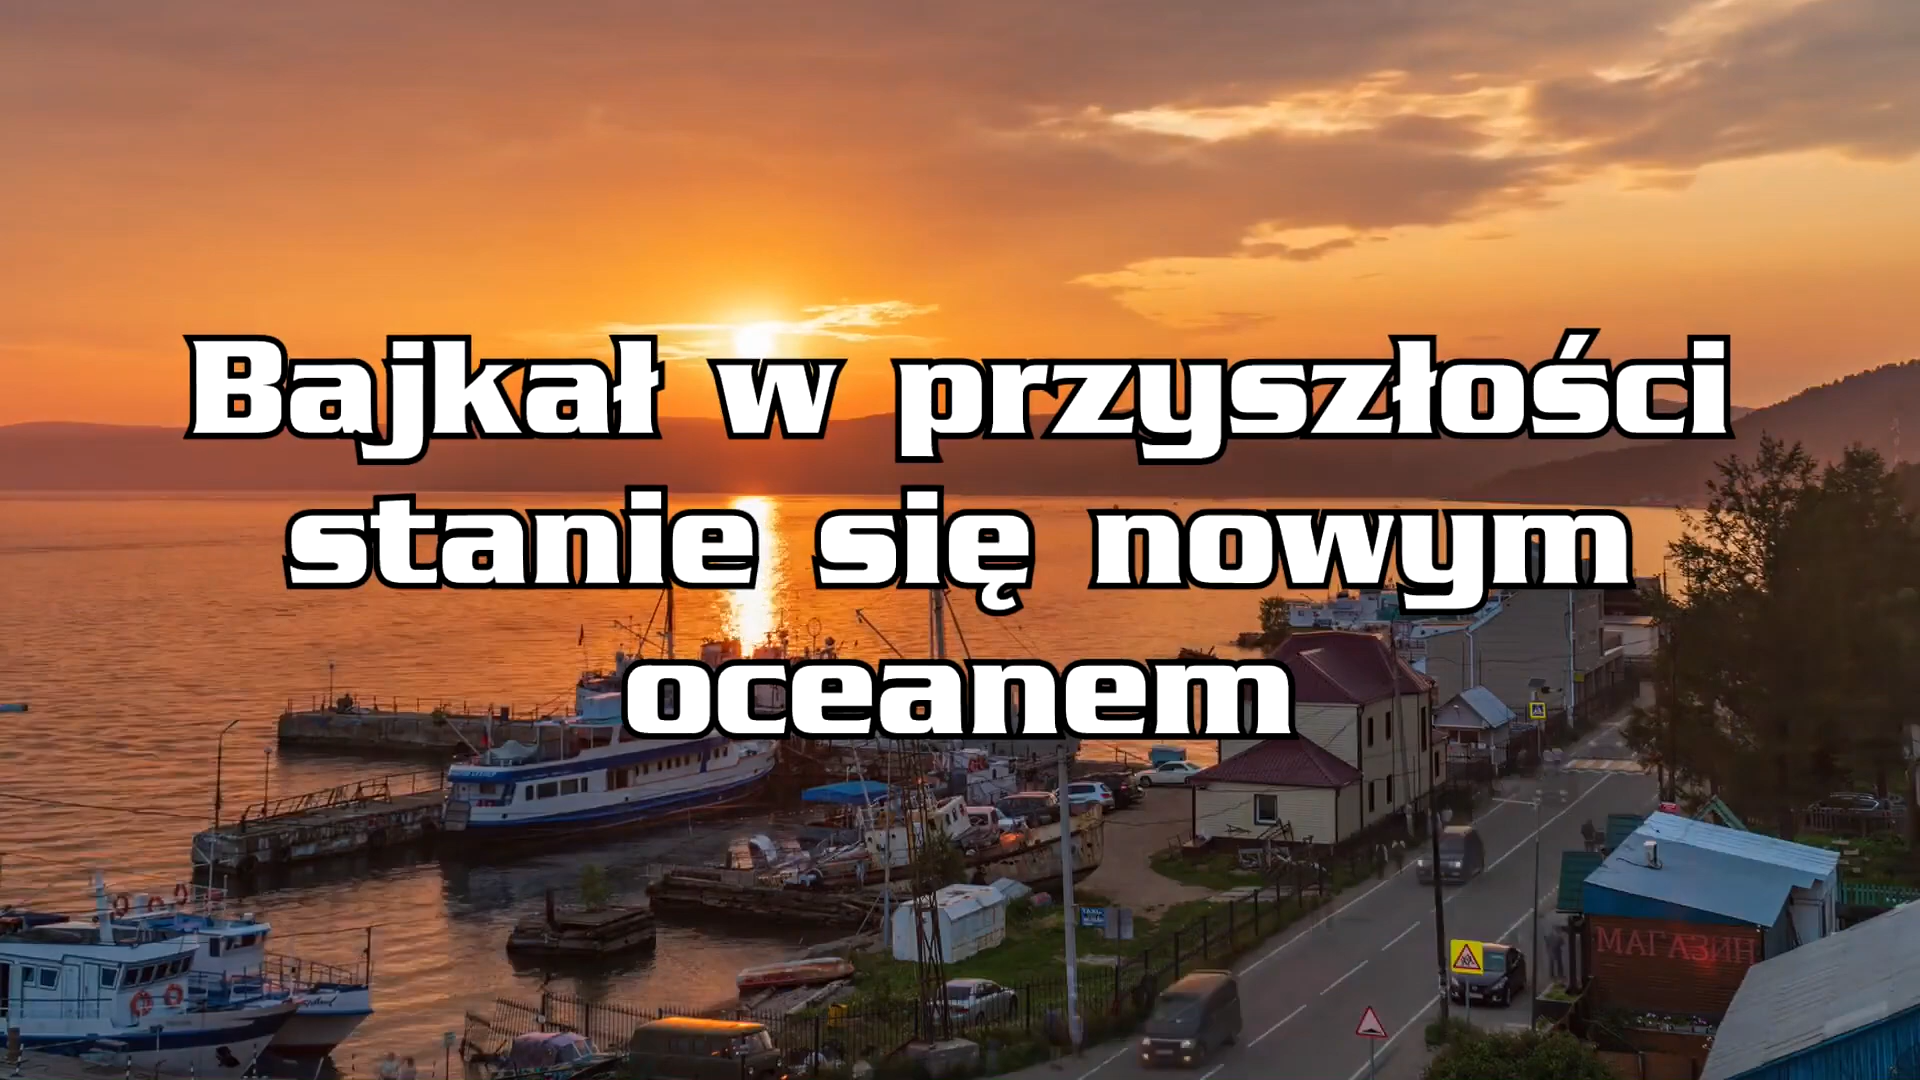 Bajkał w przyszłości
stanie się nowym
oceanem
МАГАЗИН